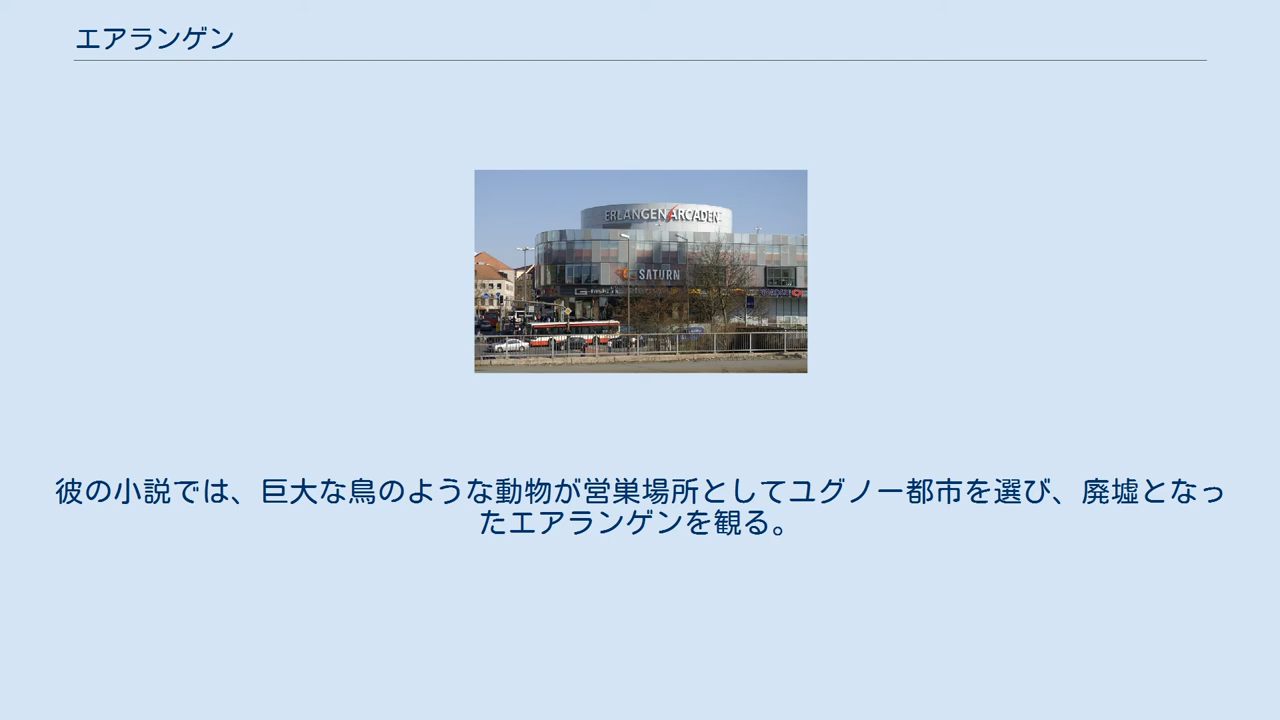 エアランゲン
ERLANGEN ARCADEN
SATURN
彼の小説では、巨大な鳥のような動物が営巣場所としてユグノー都市を選び、廃墟となっ
たエアランゲンを観る。